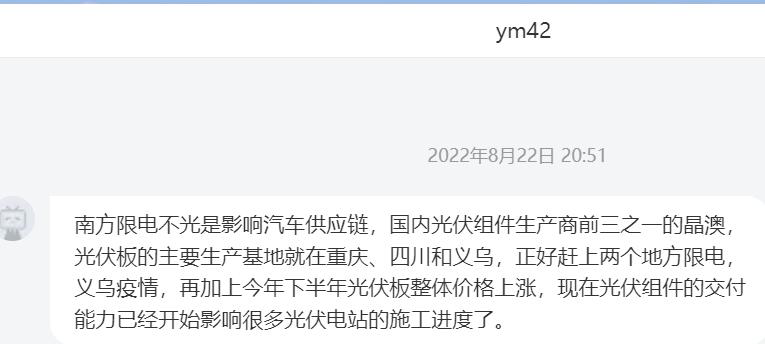 ym42
2022年8月22日 20:51
南方限电不光是影响汽车供应链，国内光伏组件生产商前三之一的晶澳，
光伏板的主要生产基地就在重庆、四川和义乌，正好赶上两个地方限电，
义乌疫情，再加上今年下半年光伏板整体价格上涨，现在光伏组件的交付
能力已经开始影响很多光伏电站的施工进度了。